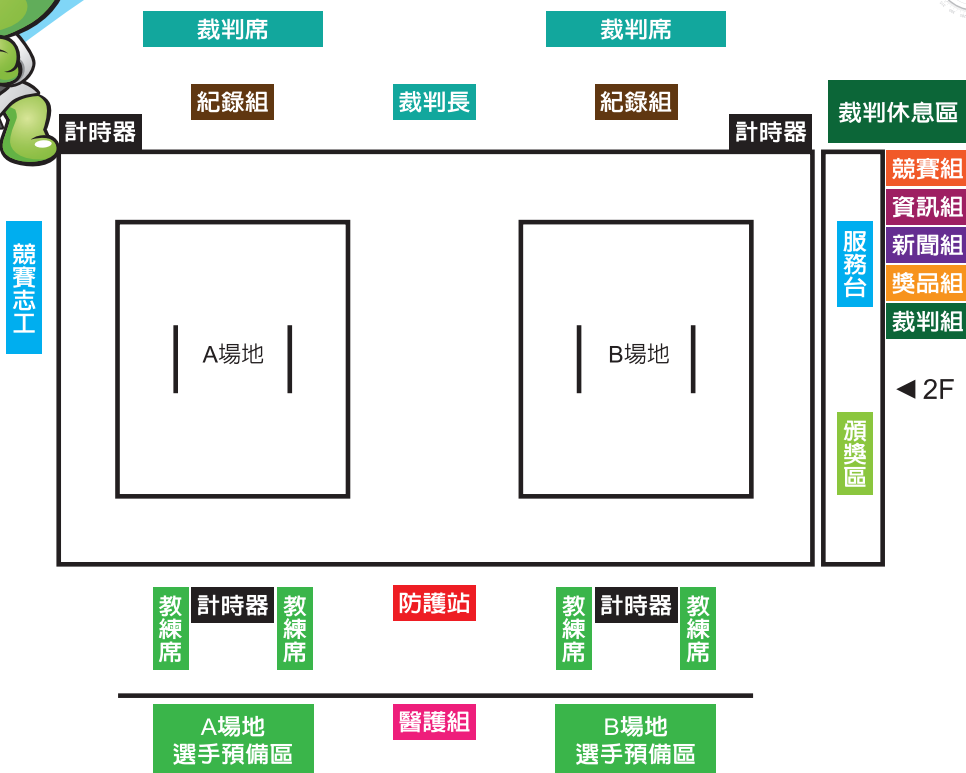 裁判席
裁判席
紀錄組
裁判長
紀錄組
裁判休息區
計時器
計時器
競賽組
資訊組
新聞組
獎品組
裁判組
競賽志工
服務台
A場地
B場地
◀ 2F
頒獎區
教練席
計時器
教練席
防護站
教練席
計時器
教練席
A場地
選手預備區
醫護組
B場地
選手預備區